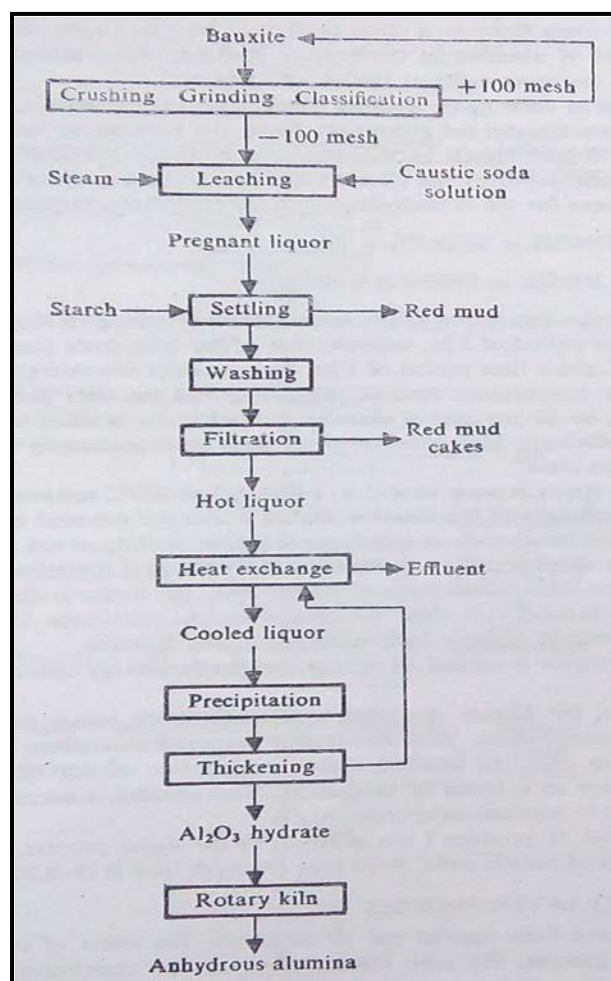 Bauxite
Crushing Grinding Classification
+100 mesh
−100 mesh
Steam
Leaching
Caustic soda
solution
Pregnant liquor
Starch
Settling
Red mud
Washing
Filtration
Red mud
cakes
Hot liquor
Heat exchange
Effluent
Cooled liquor
Precipitation
Thickening
Al₂O₃ hydrate
Rotary kiln
Anhydrous alumina